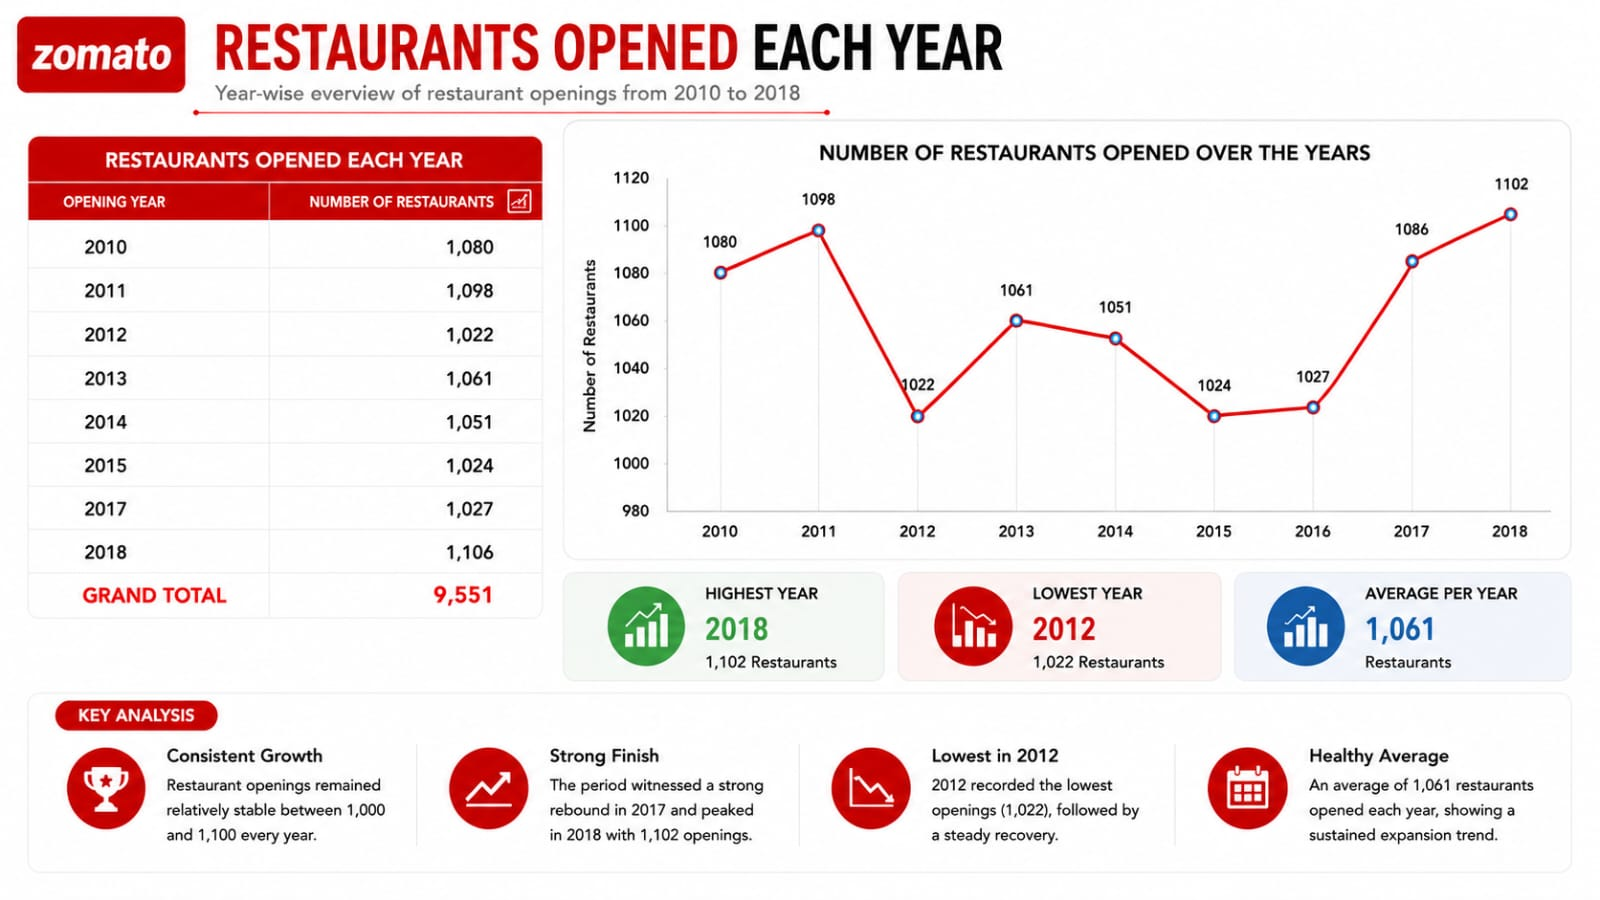 zomato
RESTAURANTS OPENED EACH YEAR
Year-wise everview of restaurant openings from 2010 to 2018
RESTAURANTS OPENED EACH YEAR
OPENING YEAR NUMBER OF RESTAURANTS
2010 1,080
2011 1,098
2012 1,022
2013 1,061
2014 1,051
2015 1,024
2017 1,027
2018 1,106
GRAND TOTAL 9,551
NUMBER OF RESTAURANTS OPENED OVER THE YEARS
Number of Restaurants
1120
1100
1080
1060
1040
1020
1000
980
1080
1098
1022
1061
1051
1024
1027
1086
1102
2010 2011 2012 2013 2014 2015 2016 2017 2018
HIGHEST YEAR
2018
1,102 Restaurants
LOWEST YEAR
2012
1,022 Restaurants
AVERAGE PER YEAR
1,061
Restaurants
KEY ANALYSIS
Consistent Growth
Restaurant openings remained
relatively stable between 1,000
and 1,100 every year.
Strong Finish
The period witnessed a strong
rebound in 2017 and peaked
in 2018 with 1,102 openings.
Lowest in 2012
2012 recorded the lowest
openings (1,022), followed by
a steady recovery.
Healthy Average
An average of 1,061 restaurants
opened each year, showing a
sustained expansion trend.